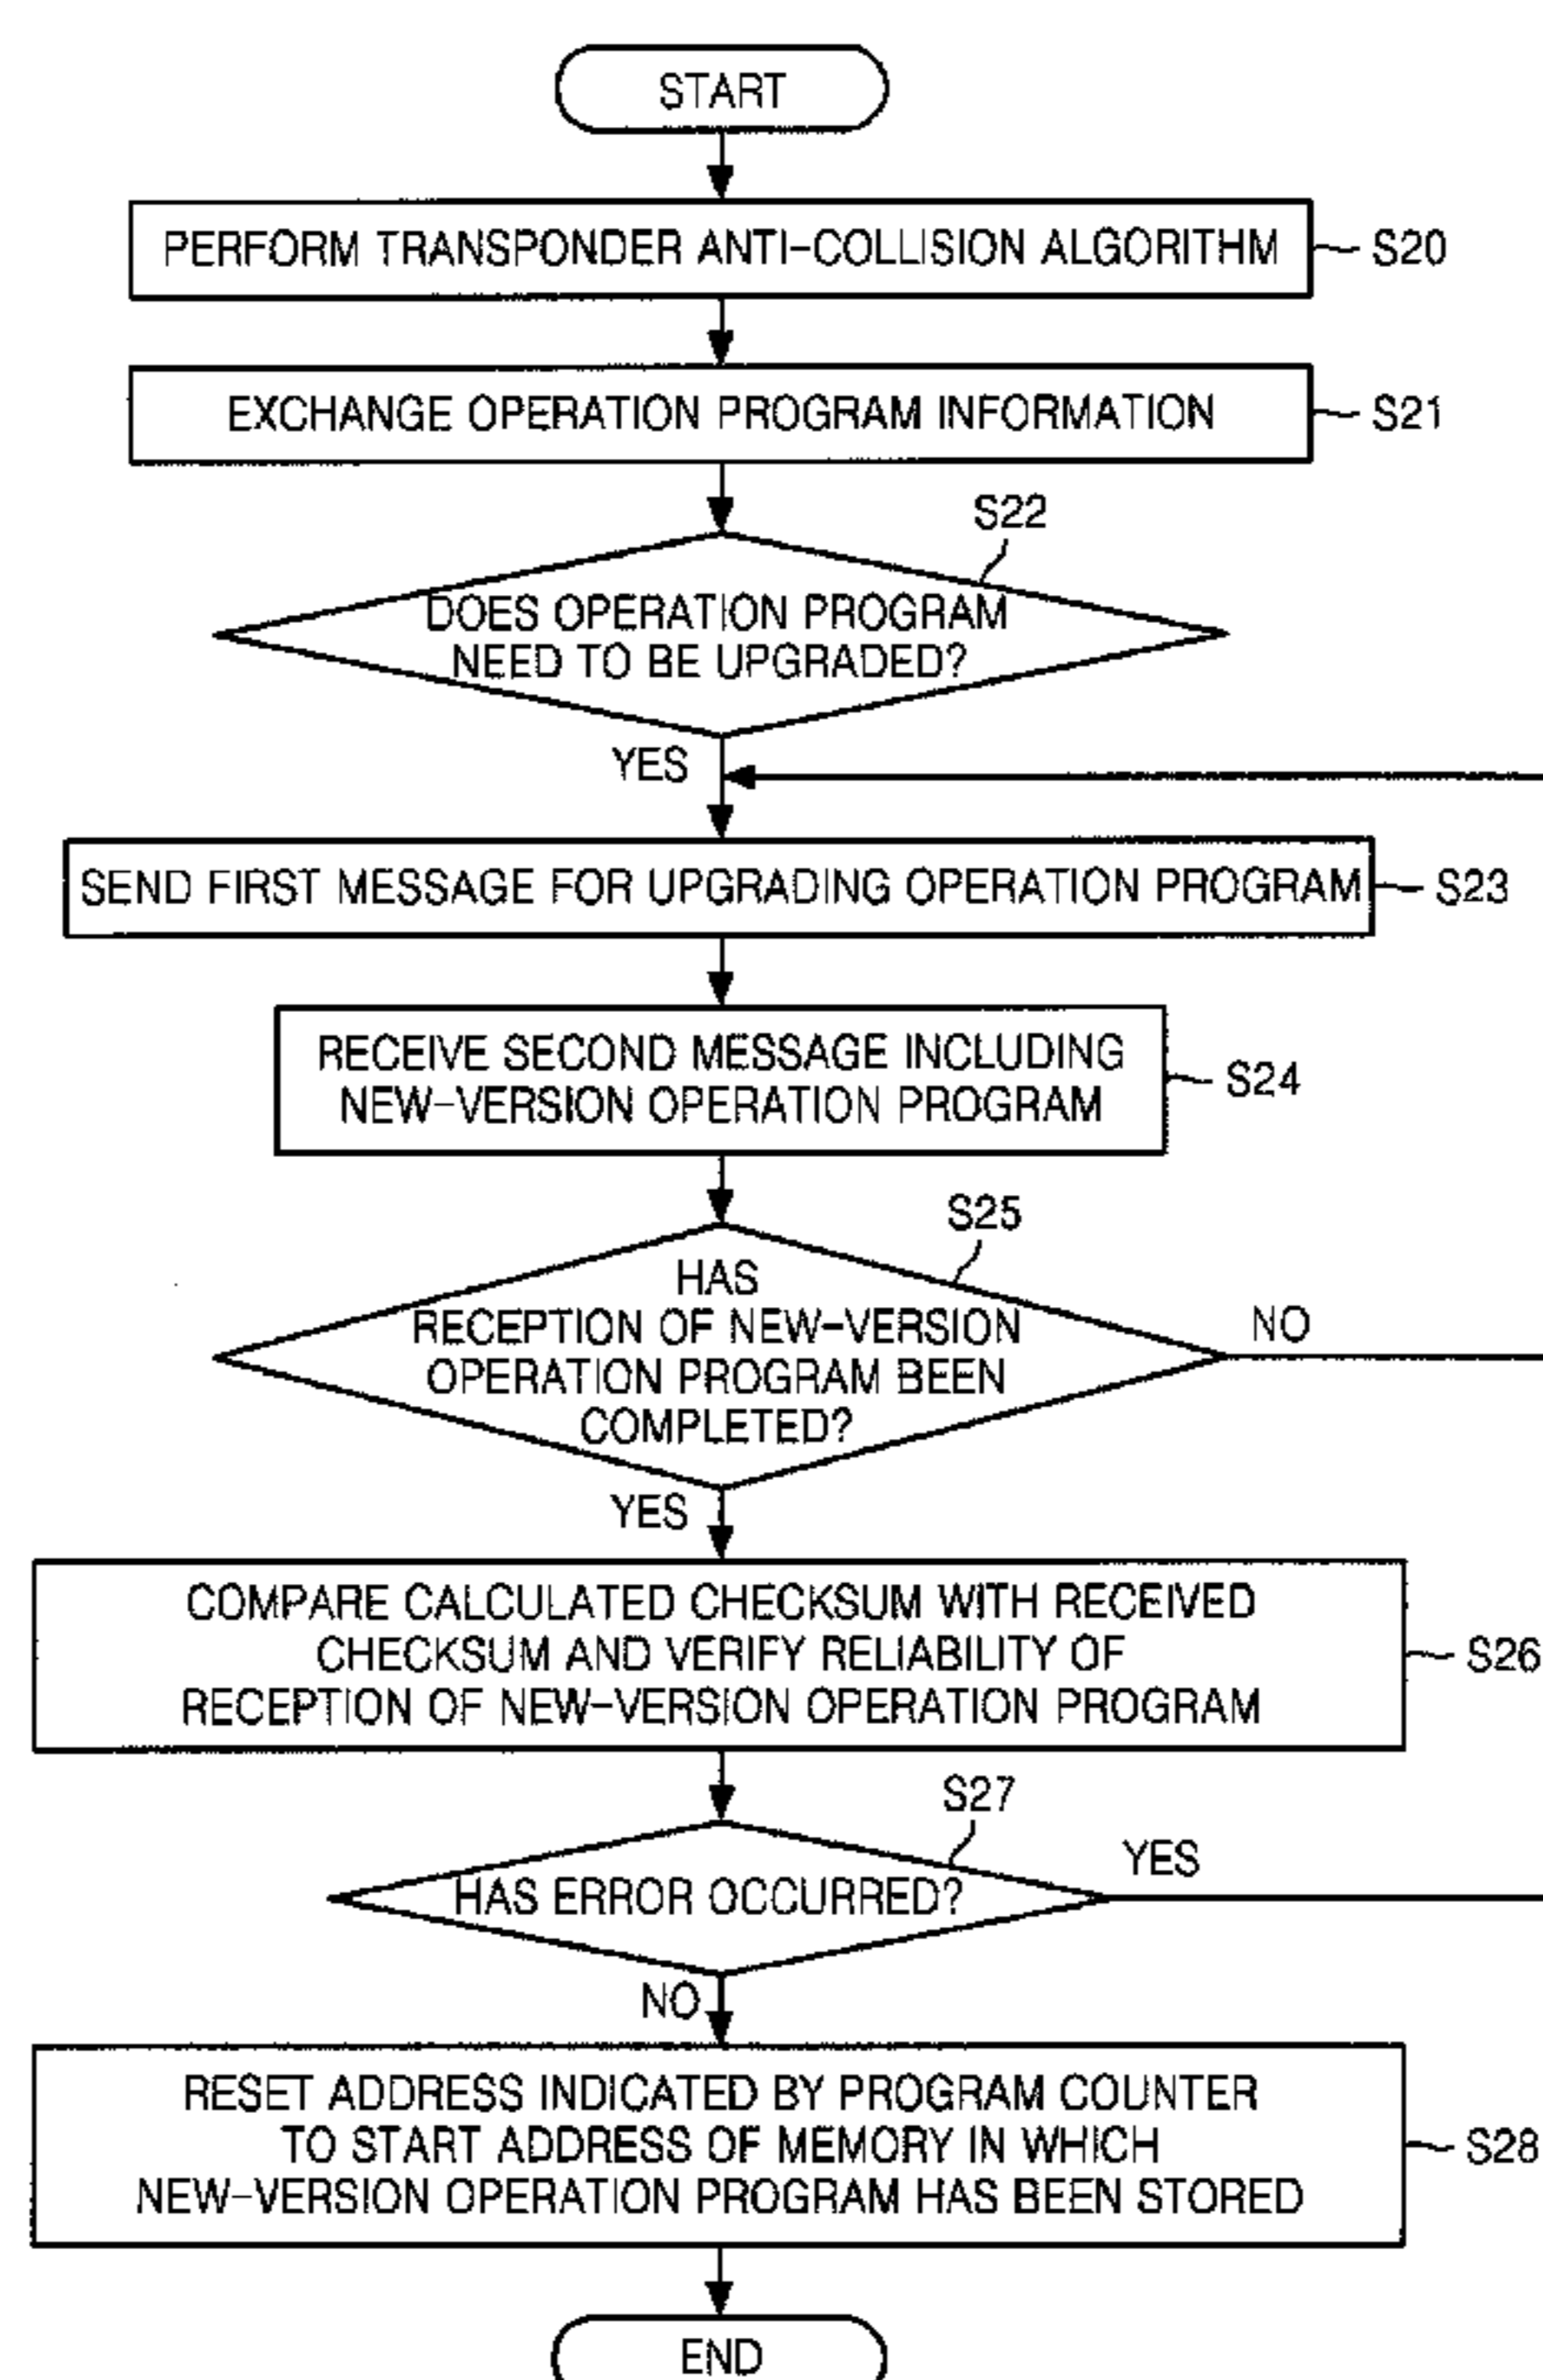 START
PERFORM TRANSPONDER ANTI-COLLISION ALGORITHM
S20
EXCHANGE OPERATION PROGRAM INFORMATION
S21
S22
DOES OPERATION PROGRAM
NEED TO BE UPGRADED?
YES
SEND FIRST MESSAGE FOR UPGRADING OPERATION PROGRAM
S23
RECEIVE SECOND MESSAGE INCLUDING
NEW-VERSION OPERATION PROGRAM
S24
S25
HAS
RECEPTION OF NEW-VERSION
OPERATION PROGRAM BEEN
COMPLETED?
NO
YES
COMPARE CALCULATED CHECKSUM WITH RECEIVED
CHECKSUM AND VERIFY RELIABILITY OF
RECEPTION OF NEW-VERSION OPERATION PROGRAM
S26
S27
HAS ERROR OCCURRED?
YES
NO
RESET ADDRESS INDICATED BY PROGRAM COUNTER
TO START ADDRESS OF MEMORY IN WHICH
NEW-VERSION OPERATION PROGRAM HAS BEEN STORED
S28
END